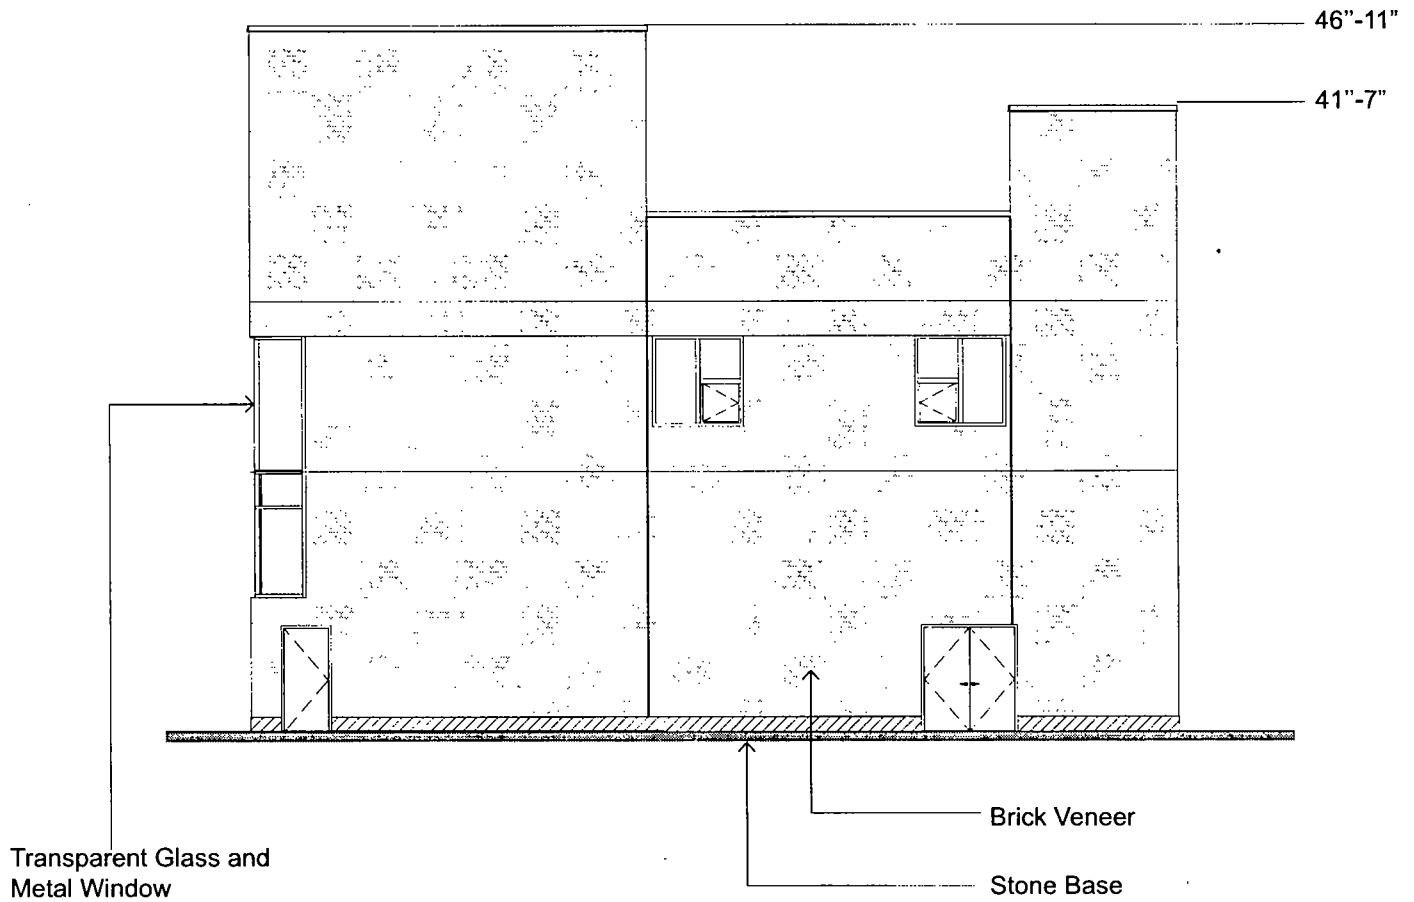 46”-11”
41”-7”
Brick Veneer
Transparent Glass and
Metal Window
Stone Base